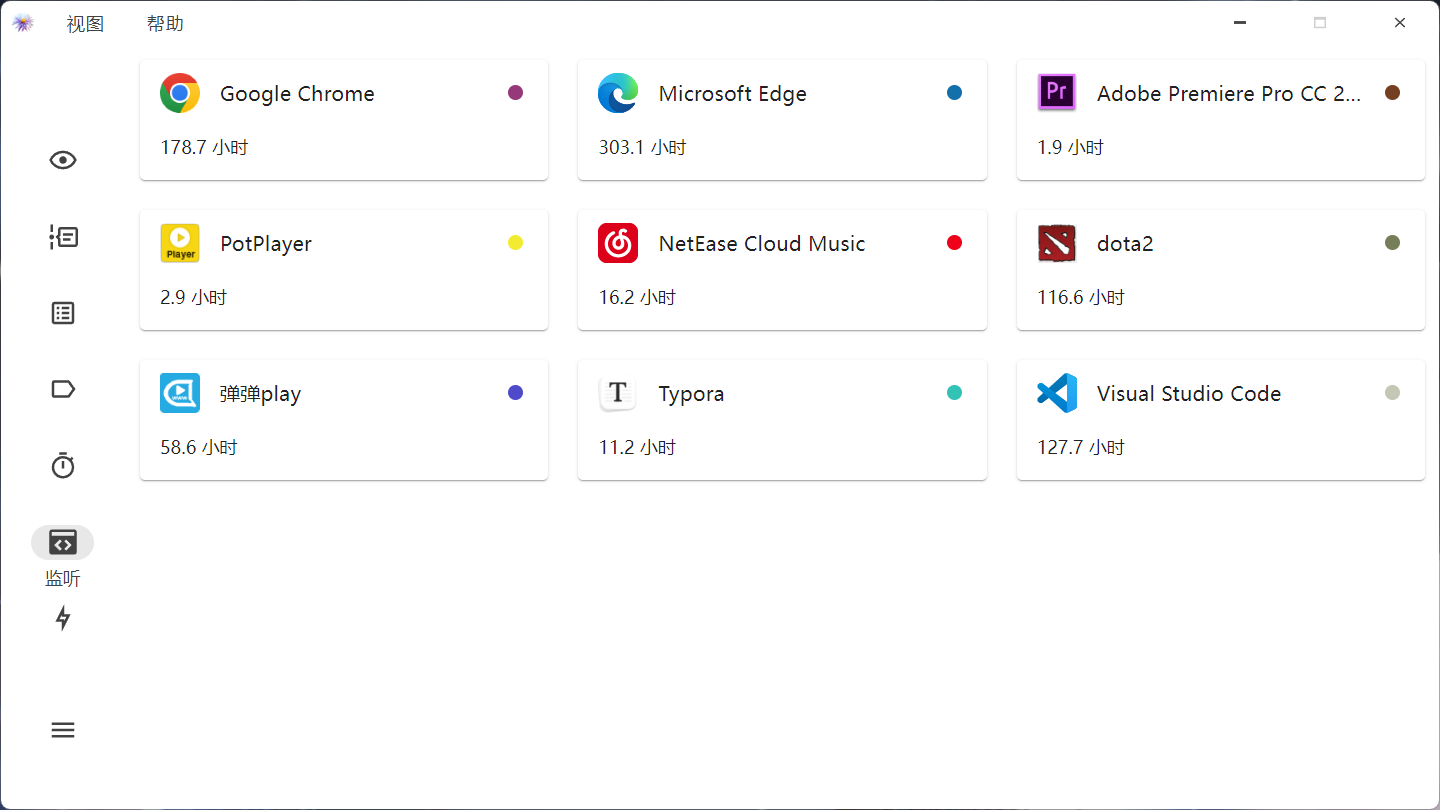 视图 帮助
Google Chrome
178.7 小时
Microsoft Edge
303.1 小时
Pr
Adobe Premiere Pro CC 2...
1.9 小时
Player
PotPlayer
2.9 小时
NetEase Cloud Music
16.2 小时
dota2
116.6 小时
www
弹弹play
58.6 小时
T
Typora
11.2 小时
Visual Studio Code
127.7 小时
监听